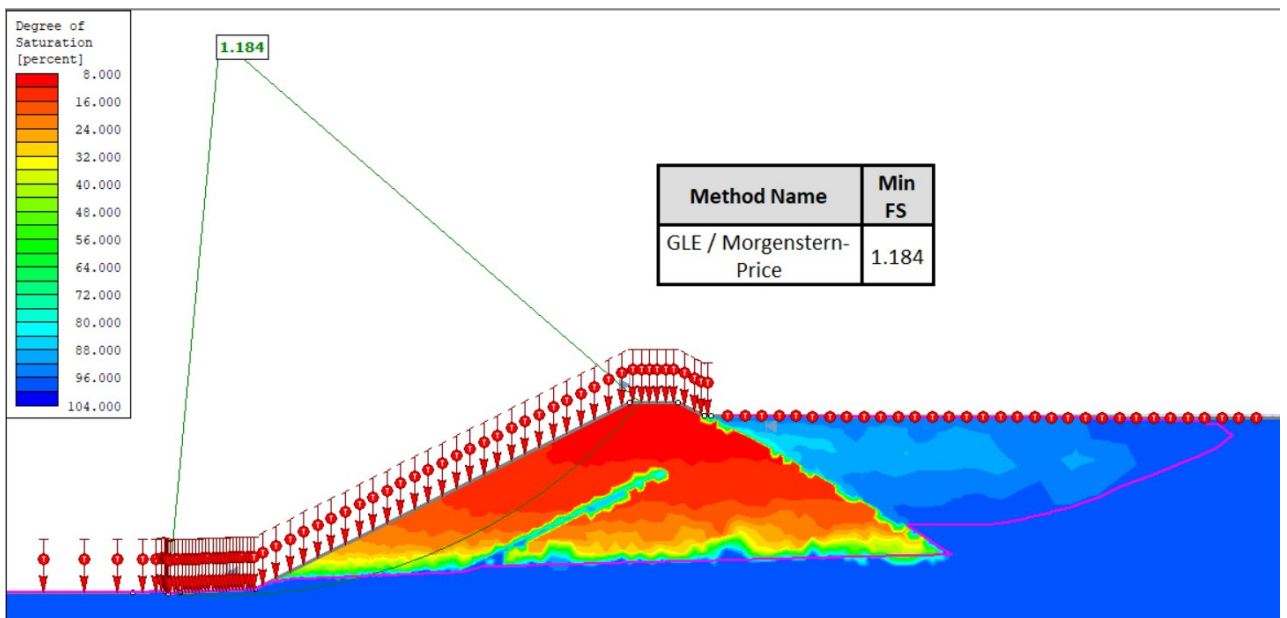 Degree of
Saturation
[percent]
8.000
16.000
24.000
32.000
40.000
48.000
56.000
64.000
72.000
80.000
88.000
96.000
104.000
1.184
Method Name
Min
FS
GLE / Morgenstern-
Price
1.184